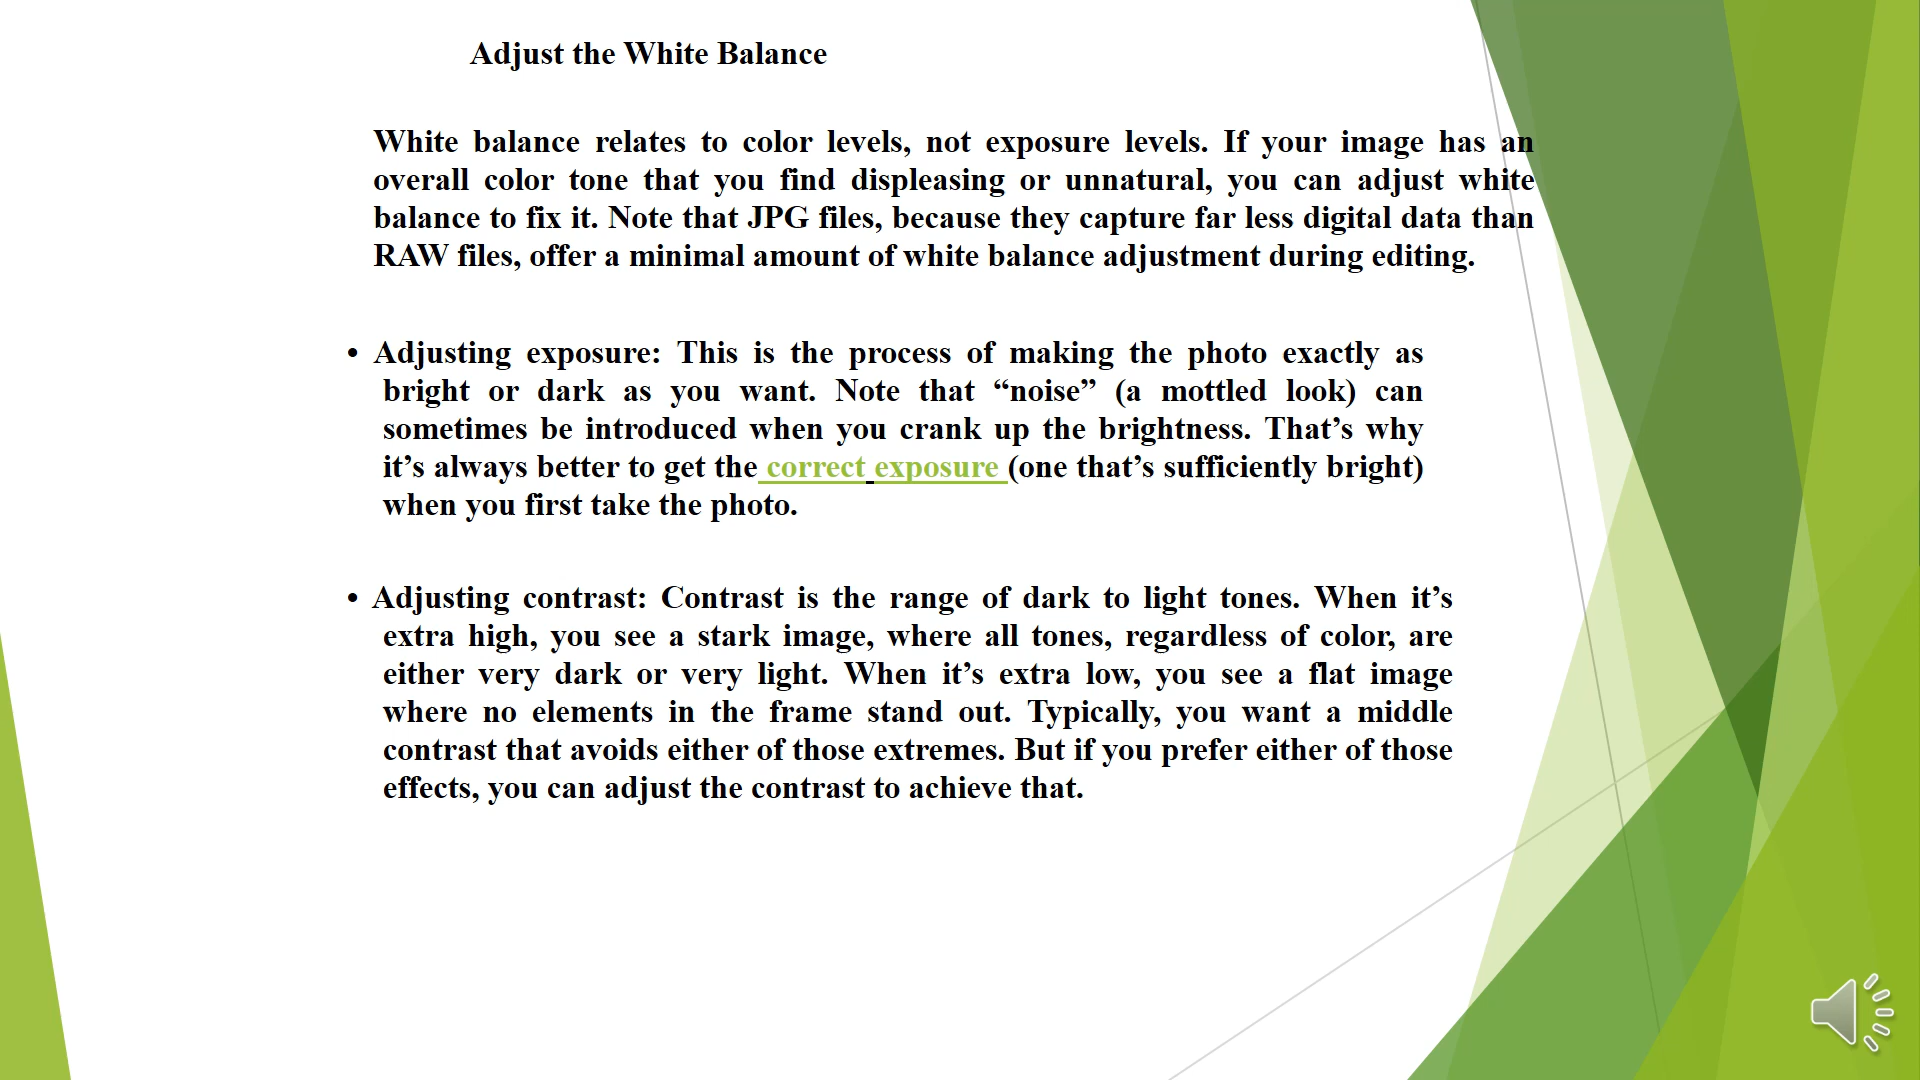 Adjust the White Balance
White balance relates to color levels, not exposure levels. If your image has an
overall color tone that you find displeasing or unnatural, you can adjust white
balance to fix it. Note that JPG files, because they capture far less digital data than
RAW files, offer a minimal amount of white balance adjustment during editing.
• Adjusting exposure: This is the process of making the photo exactly as
bright or dark as you want. Note that “noise” (a mottled look) can
sometimes be introduced when you crank up the brightness. That’s why
it’s always better to get the correct exposure (one that’s sufficiently bright)
when you first take the photo.
• Adjusting contrast: Contrast is the range of dark to light tones. When it’s
extra high, you see a stark image, where all tones, regardless of color, are
either very dark or very light. When it’s extra low, you see a flat image
where no elements in the frame stand out. Typically, you want a middle
contrast that avoids either of those extremes. But if you prefer either of those
effects, you can adjust the contrast to achieve that.